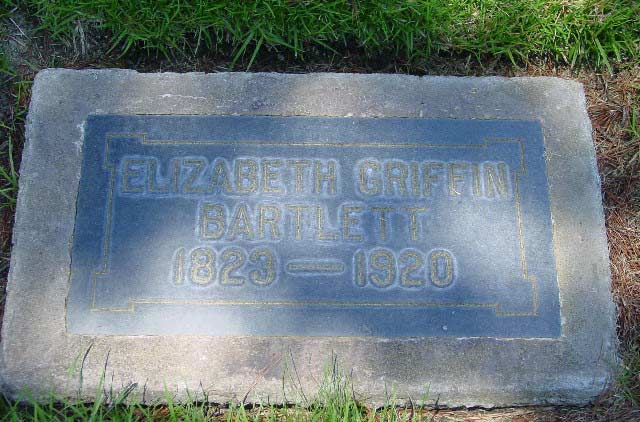 ELIZABETH GRIFFIN
BARTLETT
1823 — 1920